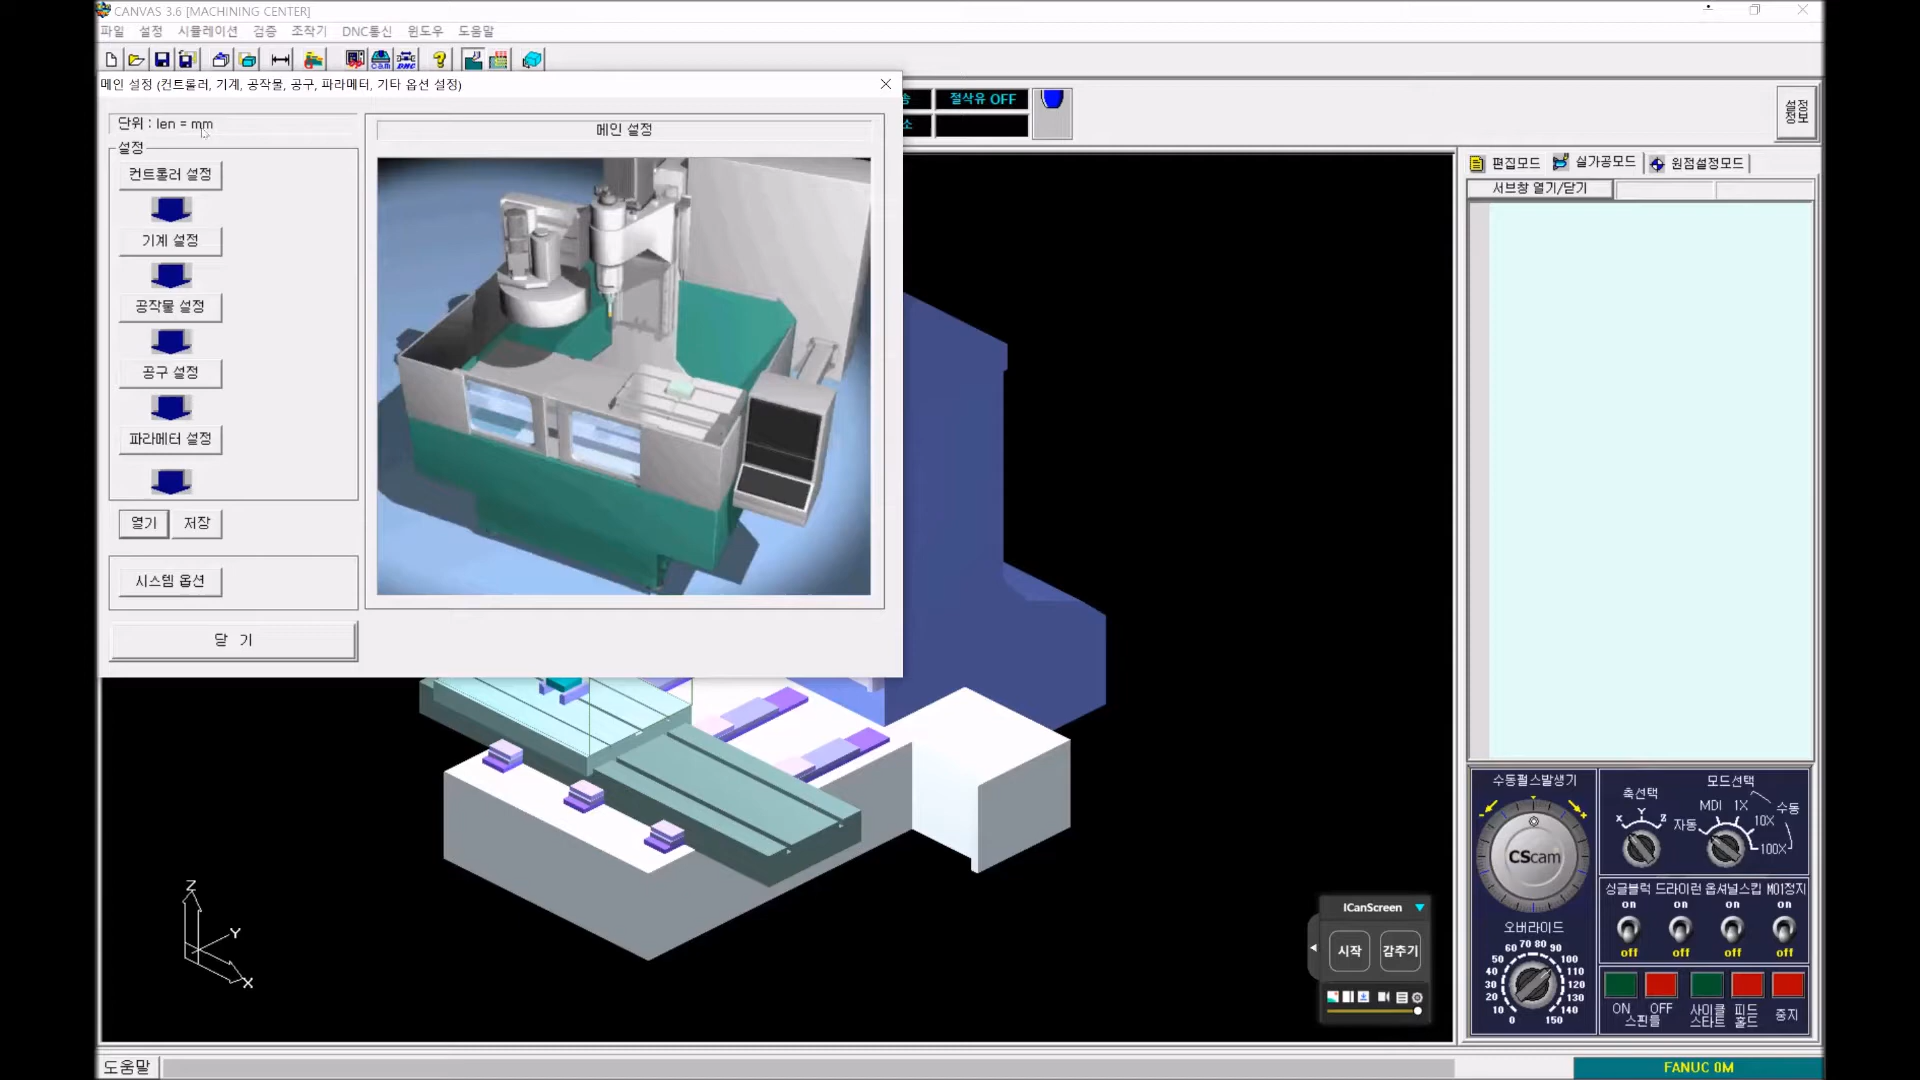 CANVAS 3.6 [MACHINING CENTER]
파일 설정 시뮬레이션 검증 조작기 DNC통신 윈도우 도움말
메인 설정 (컨트롤러, 기계, 공작물, 공구, 파라메터, 기타 옵션 설정)
단위 : len = mm
설정
컨트롤러 설정
기계 설정
공작물 설정
공구 설정
파라메터 설정
열기 저장
시스템 옵션
닫 기
메인 설정
절삭유 OFF
소
설정
정보
편집모드 실가공모드 원점설정모드
서브창 열기/닫기
Z
Y
X
ICanScreen
시작 감추기
수동펄스발생기
CScam
오버라이드
60 70 80 90
50 100
40 110
30 120
20 130
10 140
0 150
축선택
X Y Z
모드선택
MDI 1X 수동
자동 10X
100X
싱글블럭 드라이런 옵셔널스킵 M01정지
on on on on
off off off off
ON OFF 사이클 피드 중지
스핀들 스타트 홀드
도움말
FANUC 0M